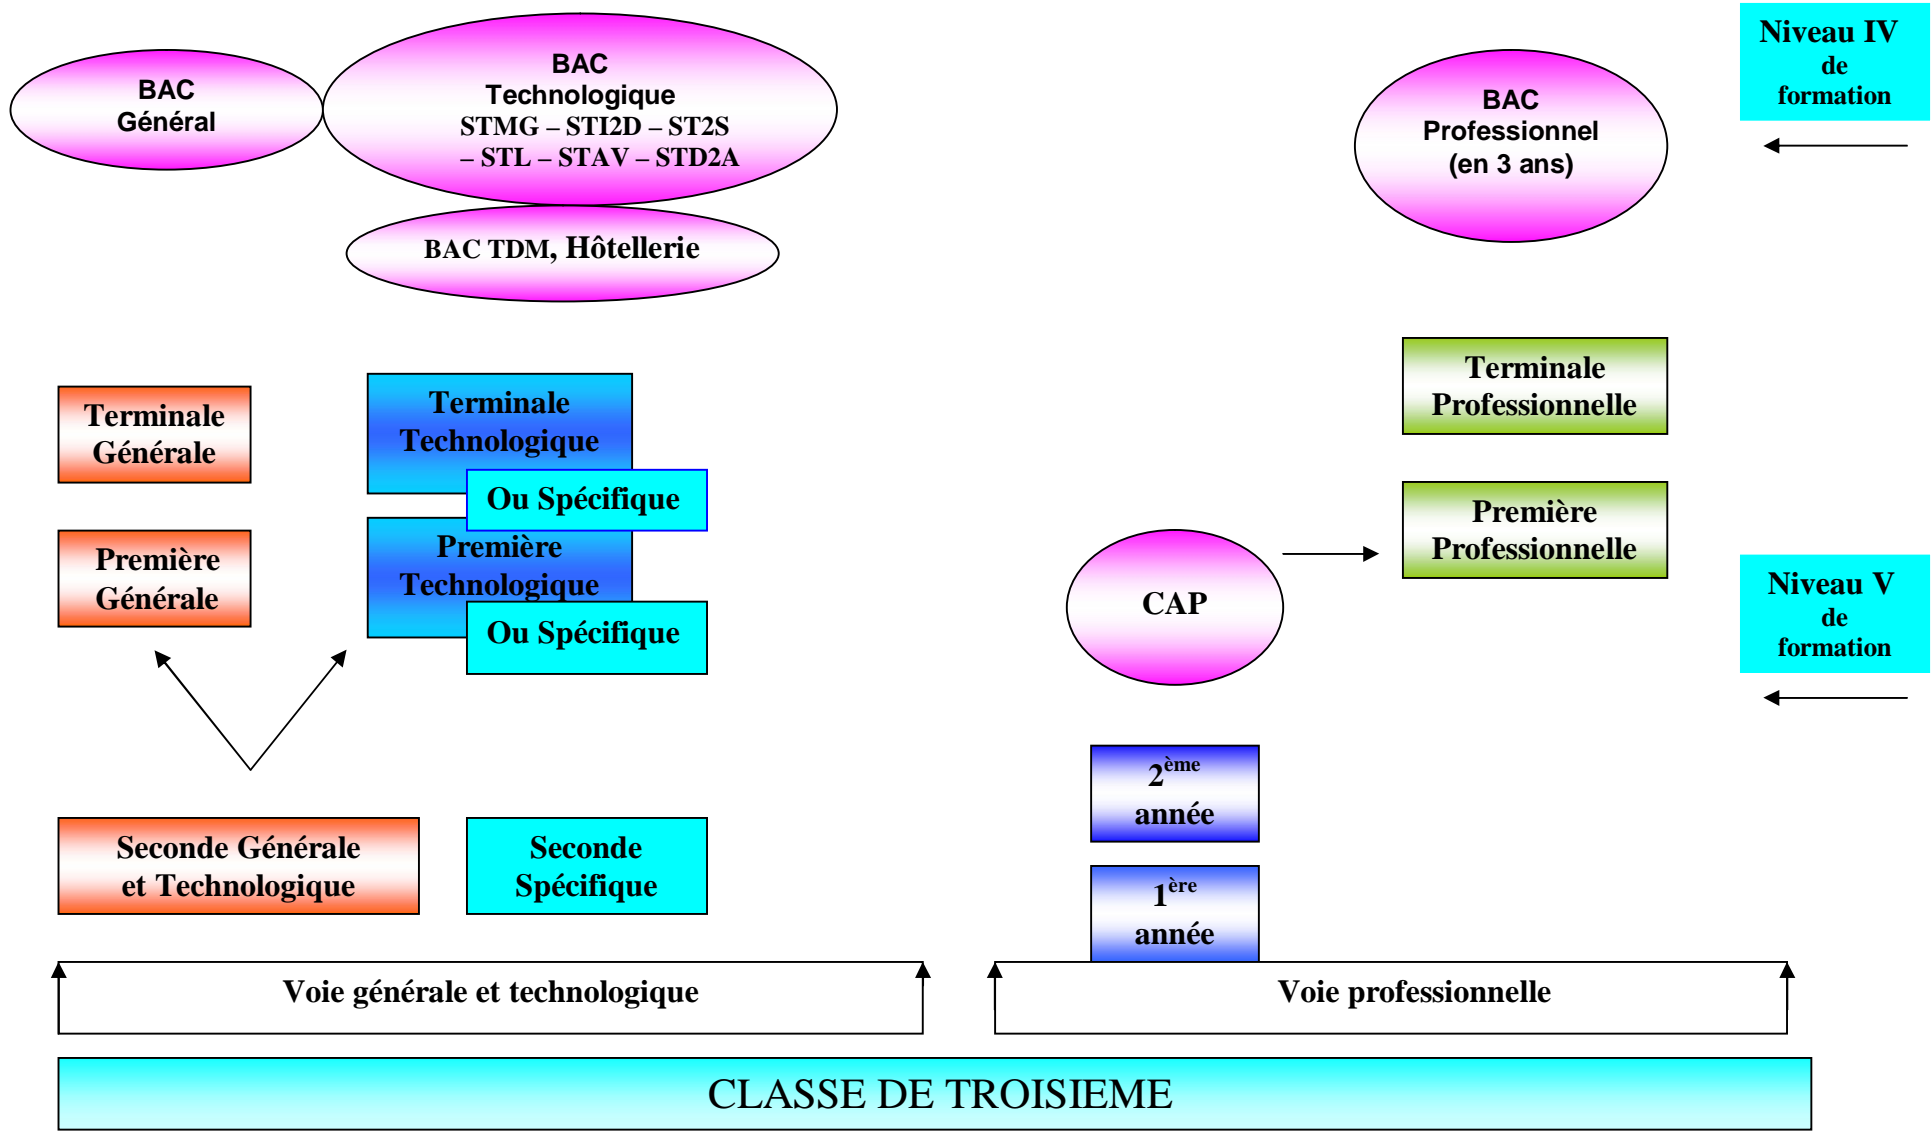 BAC
Général
BAC
Technologique
STMG – STI2D – ST2S
– STL – STAV – STD2A
BAC TDM, Hôtellerie
BAC
Professionnel
(en 3 ans)
Niveau IV
de
formation
Terminale
Générale
Terminale
Technologique
Ou Spécifique
Terminale
Professionnelle
Première
Générale
Première
Technologique
Ou Spécifique
CAP
Première
Professionnelle
Niveau V
de
formation
2ème
année
Seconde Générale
et Technologique
Seconde
Spécifique
1ère
année
Voie générale et technologique
Voie professionnelle
CLASSE DE TROISIEME